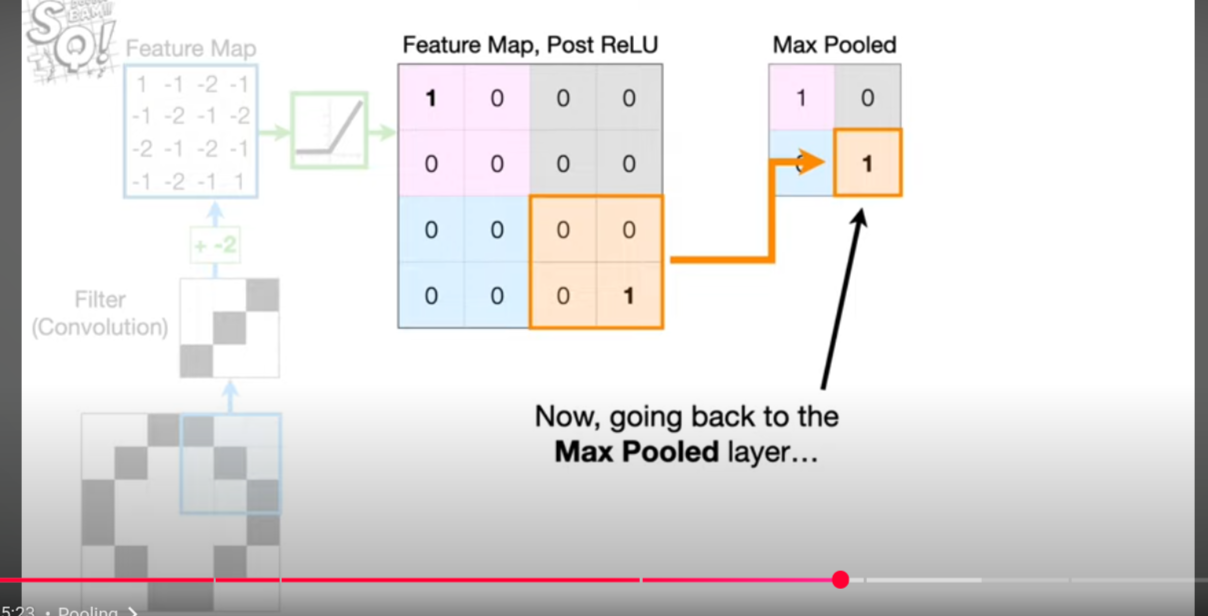 SQ!
BAM!!
Feature Map
Feature Map, Post ReLU
Max Pooled
1 -1 -2 -1
-1 -2 -1 -2
-2 -1 -2 -1
-1 -2 -1 1
1 0 0 0
0 0 0 0
0 0 0 0
0 0 0 1
1 0
1
+ -2
Filter
(Convolution)
Now, going back to the
Max Pooled layer...
5:23 • Pooling >